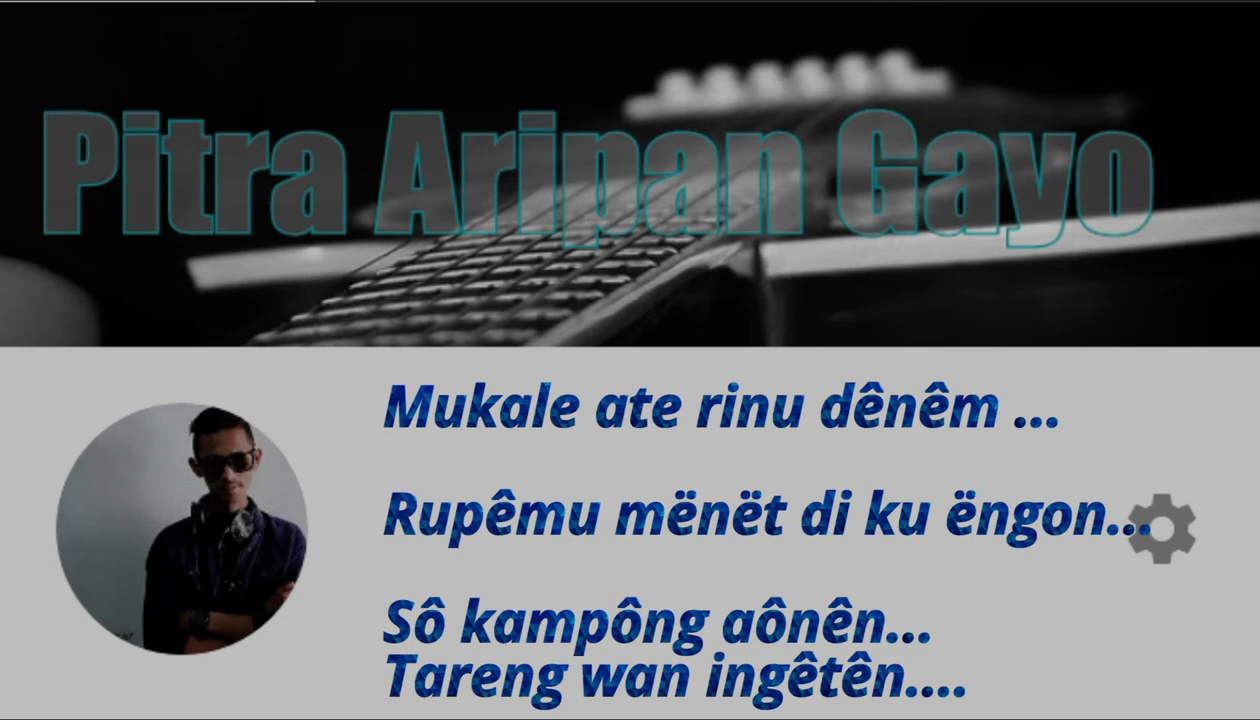 Pitra Aripan Gayo
Mukale ate rinu dênêm ...
Rupêmu mënët di ku ëngon...
Sô kampông aônên...
Tareng wan ingêtên....